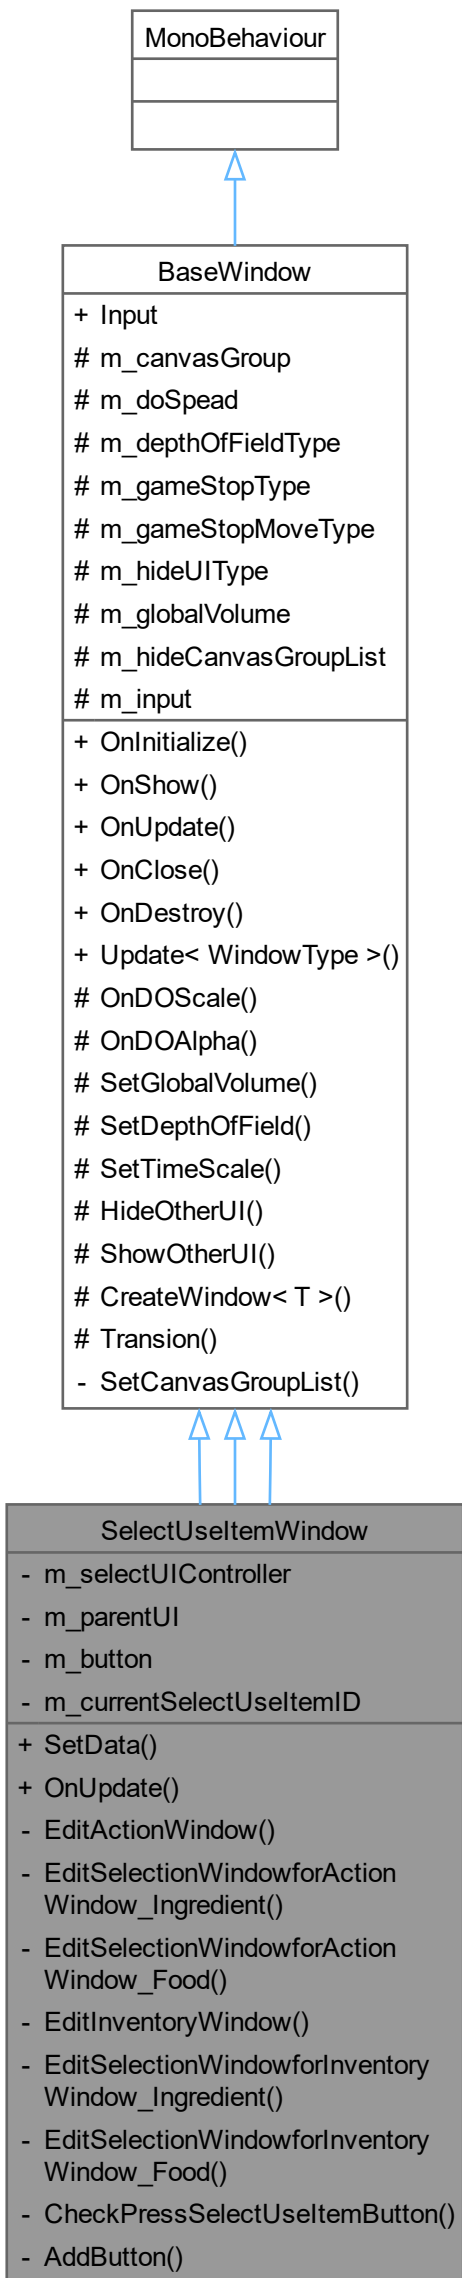 MonoBehaviour
BaseWindow
+ Input
# m_canvasGroup
# m_doSpead
# m_depthOfFieldType
# m_gameStopType
# m_gameStopMoveType
# m_hideUIType
# m_globalVolume
# m_hideCanvasGroupList
# m_input
+ OnInitialize()
+ OnShow()
+ OnUpdate()
+ OnClose()
+ OnDestroy()
+ Update< WindowType >()
# OnDOScale()
# OnDOAlpha()
# SetGlobalVolume()
# SetDepthOfField()
# SetTimeScale()
# HideOtherUI()
# ShowOtherUI()
# CreateWindow< T >()
# Transion()
- SetCanvasGroupList()
SelectUseItemWindow
- m_selectUIController
- m_parentUI
- m_button
- m_currentSelectUseItemID
+ SetData()
+ OnUpdate()
- EditActionWindow()
- EditSelectionWindowforAction
Window_Ingredient()
- EditSelectionWindowforAction
Window_Food()
- EditInventoryWindow()
- EditSelectionWindowforInventory
Window_Ingredient()
- EditSelectionWindowforInventory
Window_Food()
- CheckPressSelectUseItemButton()
- AddButton()